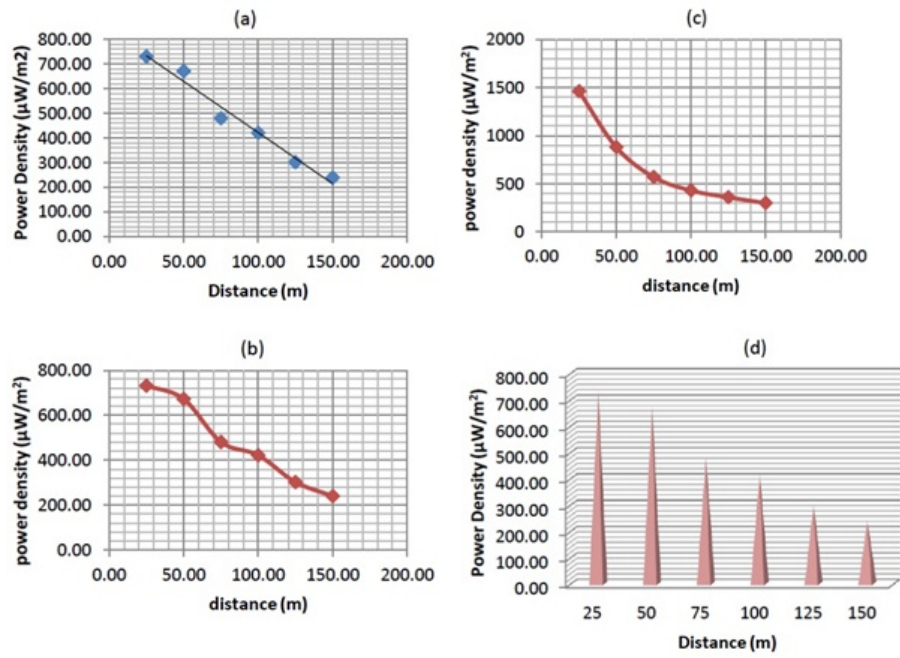 (a)
Power Density (µW/m2)
800.00
700.00
600.00
500.00
400.00
300.00
200.00
100.00
0.00
0.00 50.00 100.00 150.00 200.00
Distance (m)
(c)
power density (µW/m²)
2000
1500
1000
500
0
0.00 50.00 100.00 150.00 200.00
distance (m)
(b)
power density (µW/m²)
800.00
600.00
400.00
200.00
0.00
0.00 50.00 100.00 150.00 200.00
distance (m)
(d)
Power Density (µW/m²)
800.00
700.00
600.00
500.00
400.00
300.00
200.00
100.00
0.00
25 50 75 100 125 150
Distance (m)